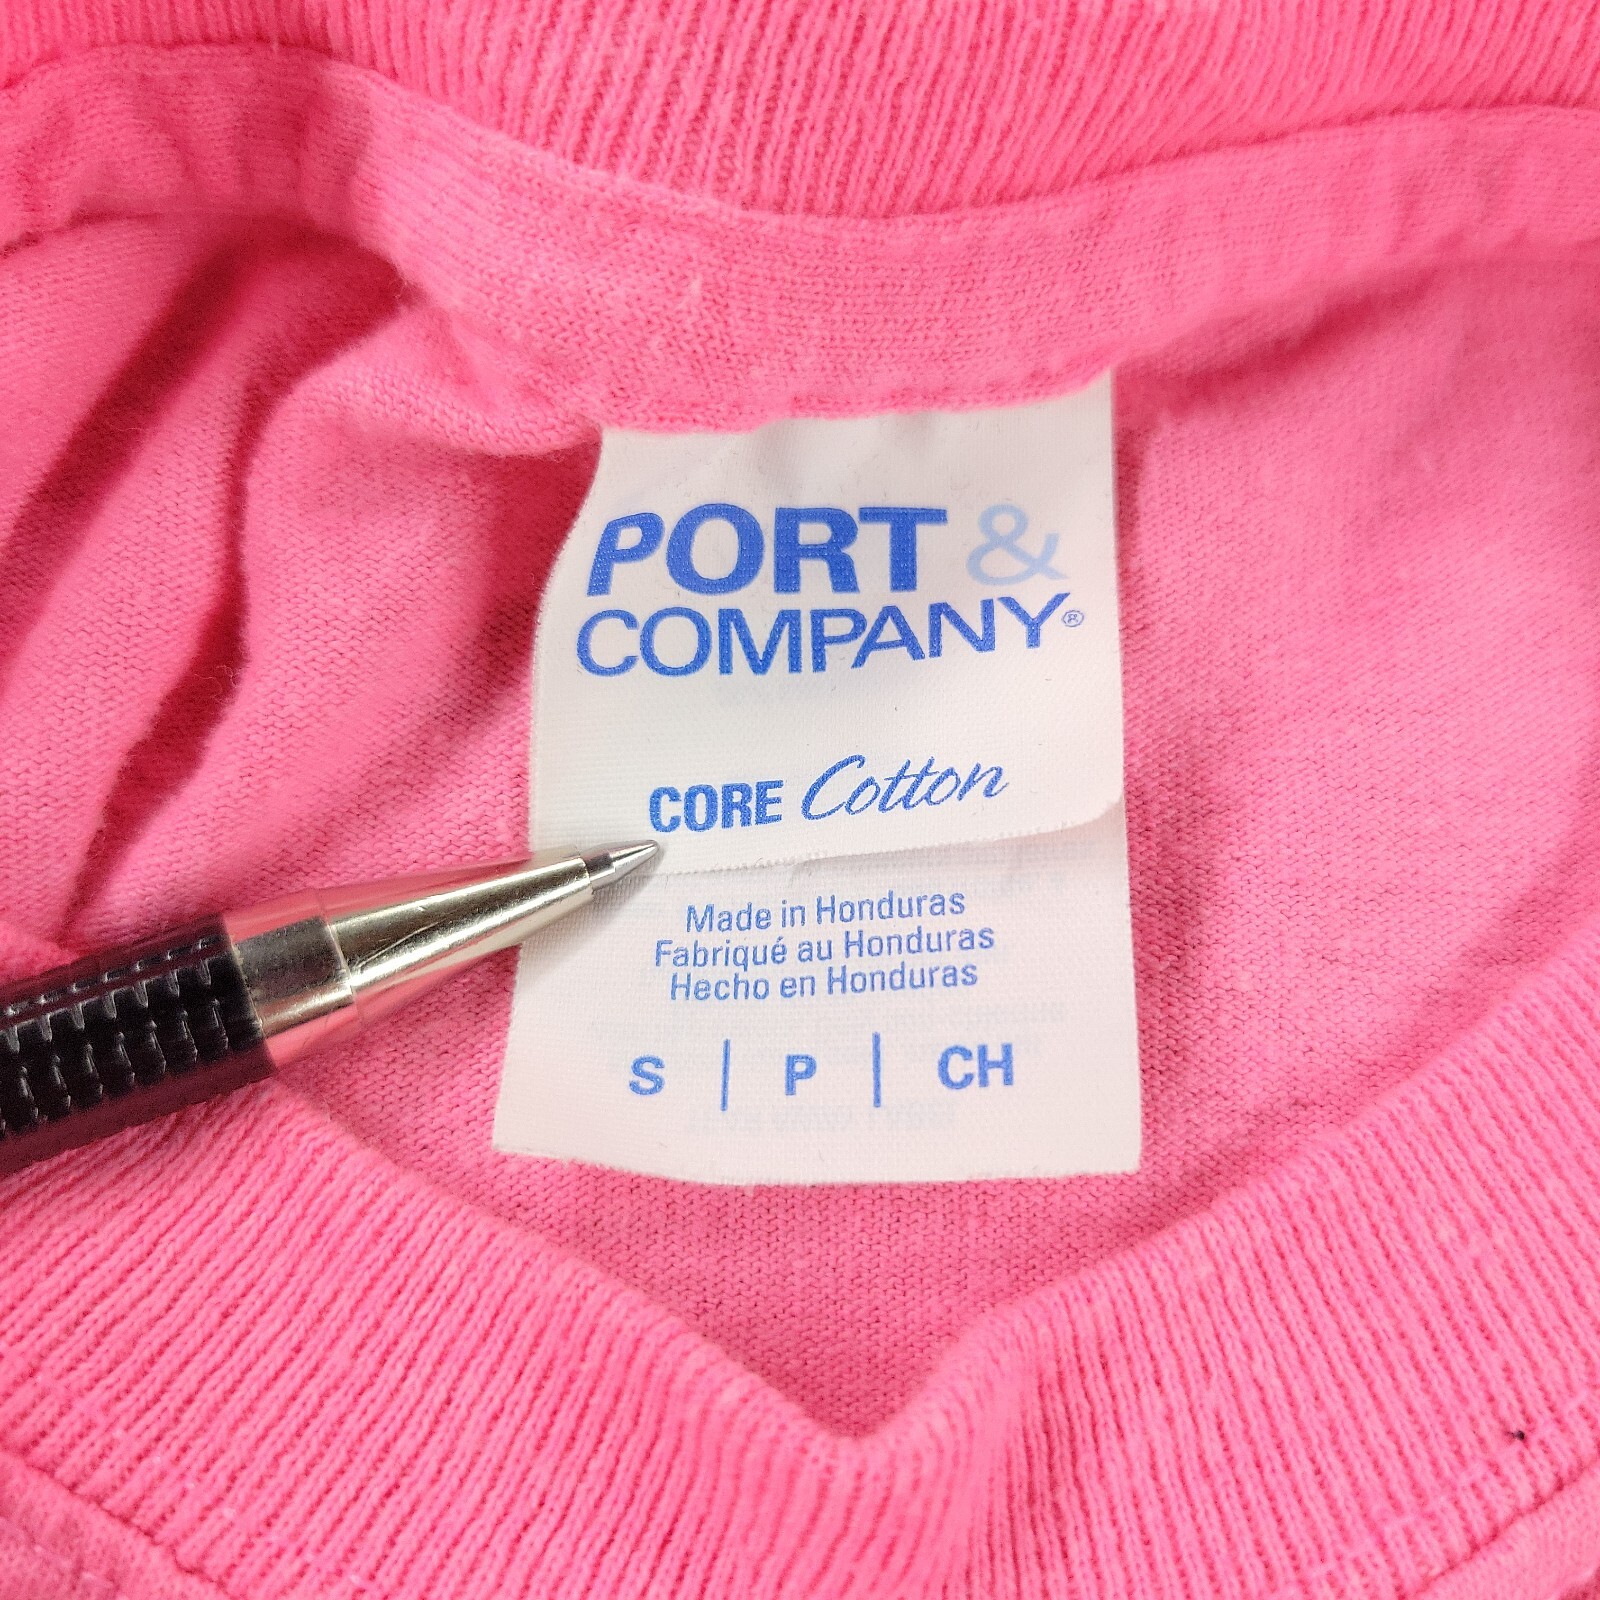 PORT &
COMPANY®
CORE Cotton
Made in Honduras
Fabriqué au Honduras
Hecho en Honduras
S | P | CH